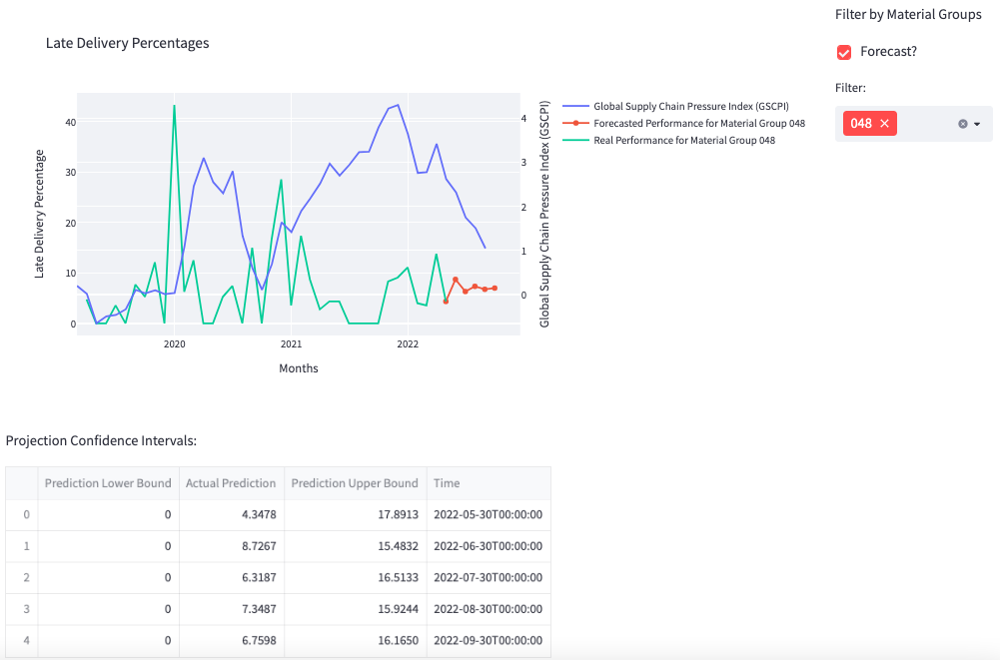 Filter by Material Groups
Late Delivery Percentages
Forecast?
Filter:
048
Global Supply Chain Pressure Index (GSCPI)
Forecasted Performance for Material Group 048
Real Performance for Material Group 048
Late Delivery Percentage
40
30
20
10
0
4
3
2
1
0
Global Supply Chain Pressure Index (GSCPI)
2020 2021 2022
Months
Projection Confidence Intervals:
Prediction Lower Bound Actual Prediction Prediction Upper Bound Time
0 0 4.3478 17.8913 2022-05-30T00:00:00
1 0 8.7267 15.4832 2022-06-30T00:00:00
2 0 6.3187 16.5133 2022-07-30T00:00:00
3 0 7.3487 15.9244 2022-08-30T00:00:00
4 0 6.7598 16.1650 2022-09-30T00:00:00